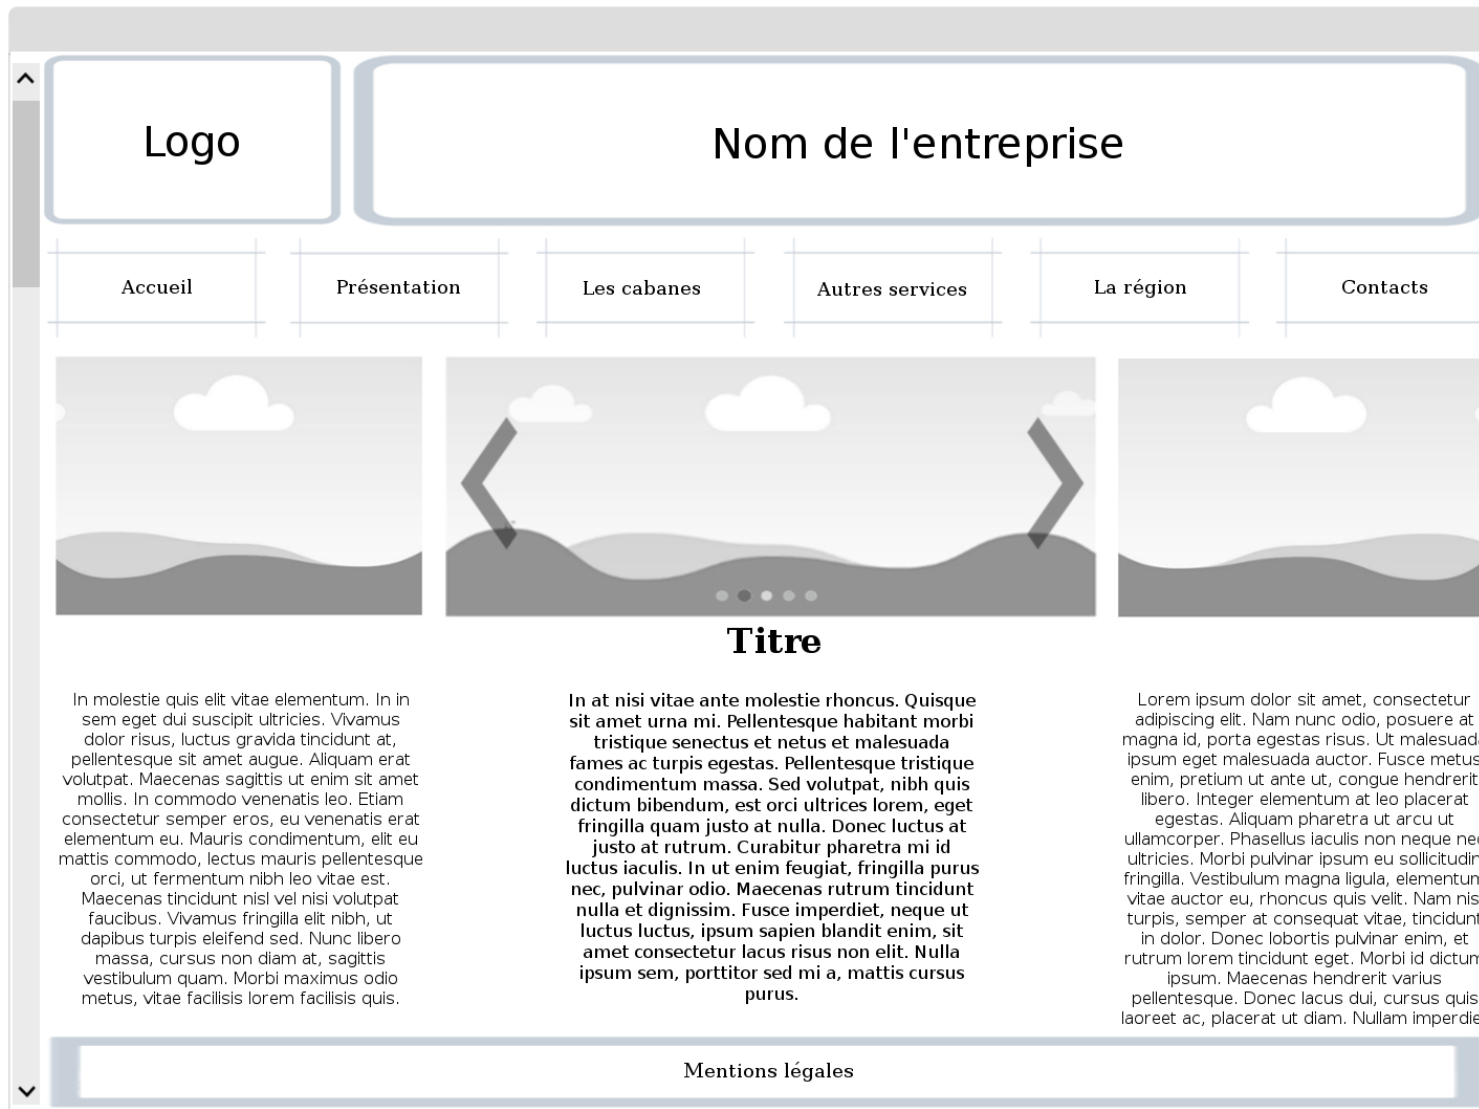 Logo
Nom de l'entreprise
Accueil
Présentation
Les cabanes
Autres services
La région
Contacts
Titre
In molestie quis elit vitae elementum. In in
sem eget dui suscipit ultricies. Vivamus
dolor risus, luctus gravida tincidunt at,
pellentesque sit amet augue. Aliquam erat
volutpat. Maecenas sagittis ut enim sit amet
mollis. In commodo venenatis leo. Etiam
consectetur semper eros, eu venenatis erat
elementum eu. Mauris condimentum, elit eu
mattis commodo, lectus mauris pellentesque
orci, ut fermentum nibh leo vitae est.
Maecenas tincidunt nisl vel nisi volutpat
faucibus. Vivamus fringilla elit nibh, ut
dapibus turpis eleifend sed. Nunc libero
massa, cursus non diam at, sagittis
vestibulum quam. Morbi maximus odio
metus, vitae facilisis lorem facilisis quis.
In at nisi vitae ante molestie rhoncus. Quisque
sit amet urna mi. Pellentesque habitant morbi
tristique senectus et netus et malesuada
fames ac turpis egestas. Pellentesque tristique
condimentum massa. Sed volutpat, nibh quis
dictum bibendum, est orci ultrices lorem, eget
fringilla quam justo at nulla. Donec luctus at
justo at rutrum. Curabitur pharetra mi id
luctus iaculis. In ut enim feugiat, fringilla purus
nec, pulvinar odio. Maecenas rutrum tincidunt
nulla et dignissim. Fusce imperdiet, neque ut
luctus luctus, ipsum sapien blandit enim, sit
amet consectetur lacus risus non elit. Nulla
ipsum sem, porttitor sed mi a, mattis cursus
purus.
Lorem ipsum dolor sit amet, consectetur
adipiscing elit. Nam nunc odio, posuere at
magna id, porta egestas risus. Ut malesuada
ipsum eget malesuada auctor. Fusce metus
enim, pretium ut ante ut, congue hendrerit
libero. Integer elementum at leo placerat
egestas. Aliquam pharetra ut arcu ut
ullamcorper. Phasellus iaculis non neque nec
ultricies. Morbi pulvinar ipsum eu sollicitudin
fringilla. Vestibulum magna ligula, elementum
vitae auctor eu, rhoncus quis velit. Nam nis
turpis, semper at consequat vitae, tincidunt
in dolor. Donec lobortis pulvinar enim, et
rutrum lorem tincidunt eget. Morbi id dictum
ipsum. Maecenas hendrerit varius
pellentesque. Donec lacus dui, cursus quis
laoreet ac, placerat ut diam. Nullam imperdie
Mentions légales